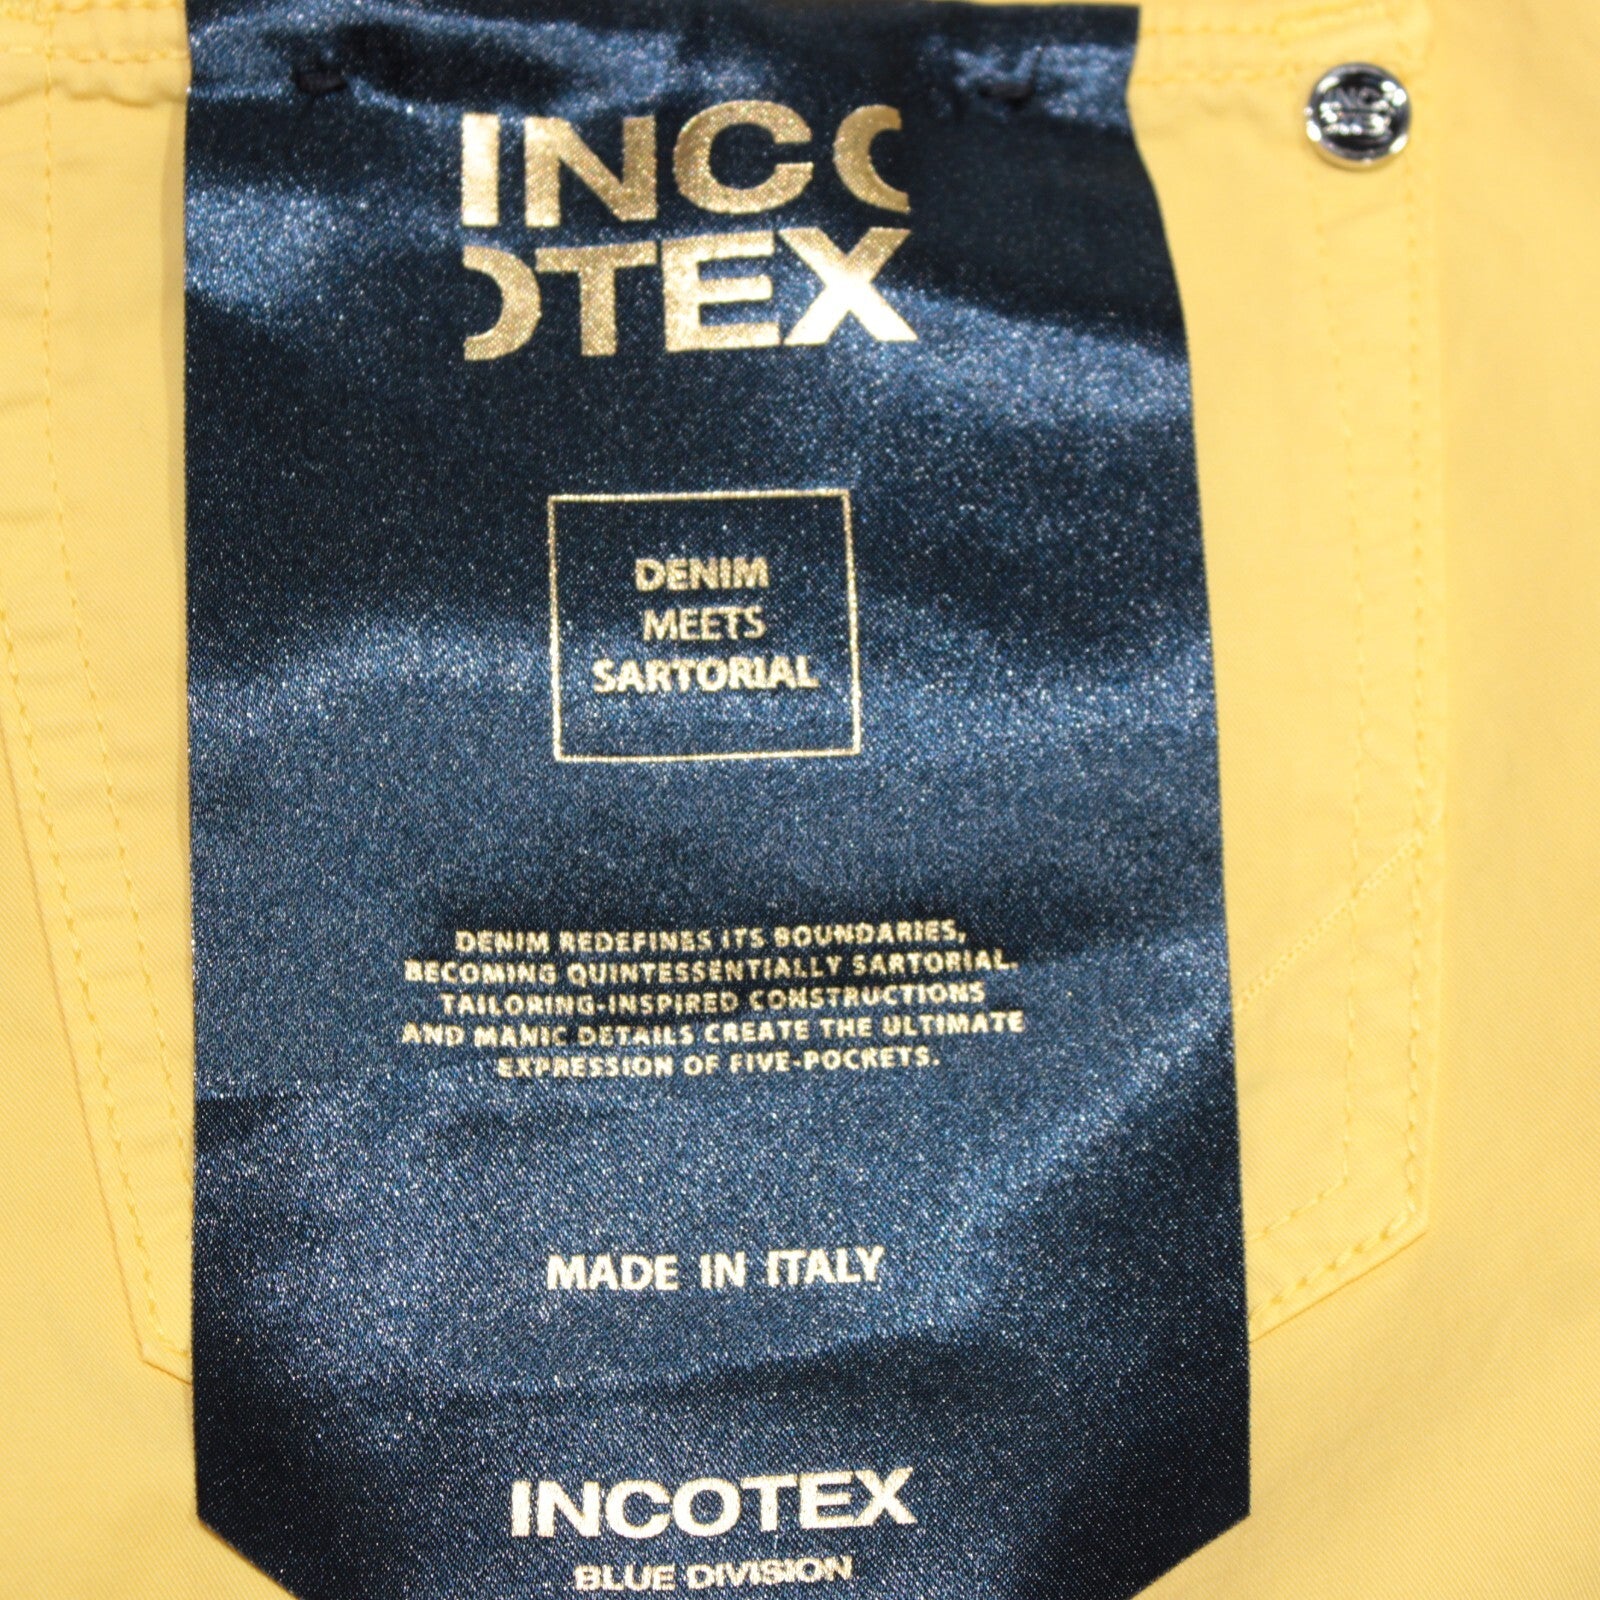 INCO
OTEX
DENIM
MEETS
SARTORIAL
DENIM REDEFINES ITS BOUNDARIES,
BECOMING QUINTESSENTIALLY SARTORIAL.
TAILORING-INSPIRED CONSTRUCTIONS
AND MANIC DETAILS CREATE THE ULTIMATE
EXPRESSION OF FIVE-POCKETS.
MADE IN ITALY
INCOTEX
BLUE DIVISION